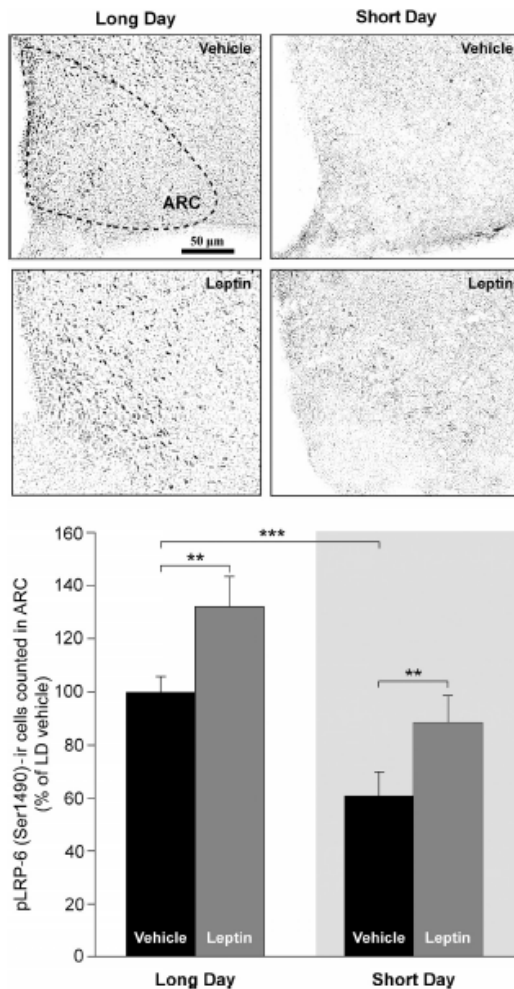 Long Day
Short Day
Vehicle
Vehicle
ARC
50 µm
Leptin
Leptin
pLRP-6 (Ser1490)-ir cells counted in ARC
(% of LD vehicle)
160
140
120
100
80
60
40
20
0
***
**
**
Vehicle
Leptin
Vehicle
Leptin
Long Day
Short Day